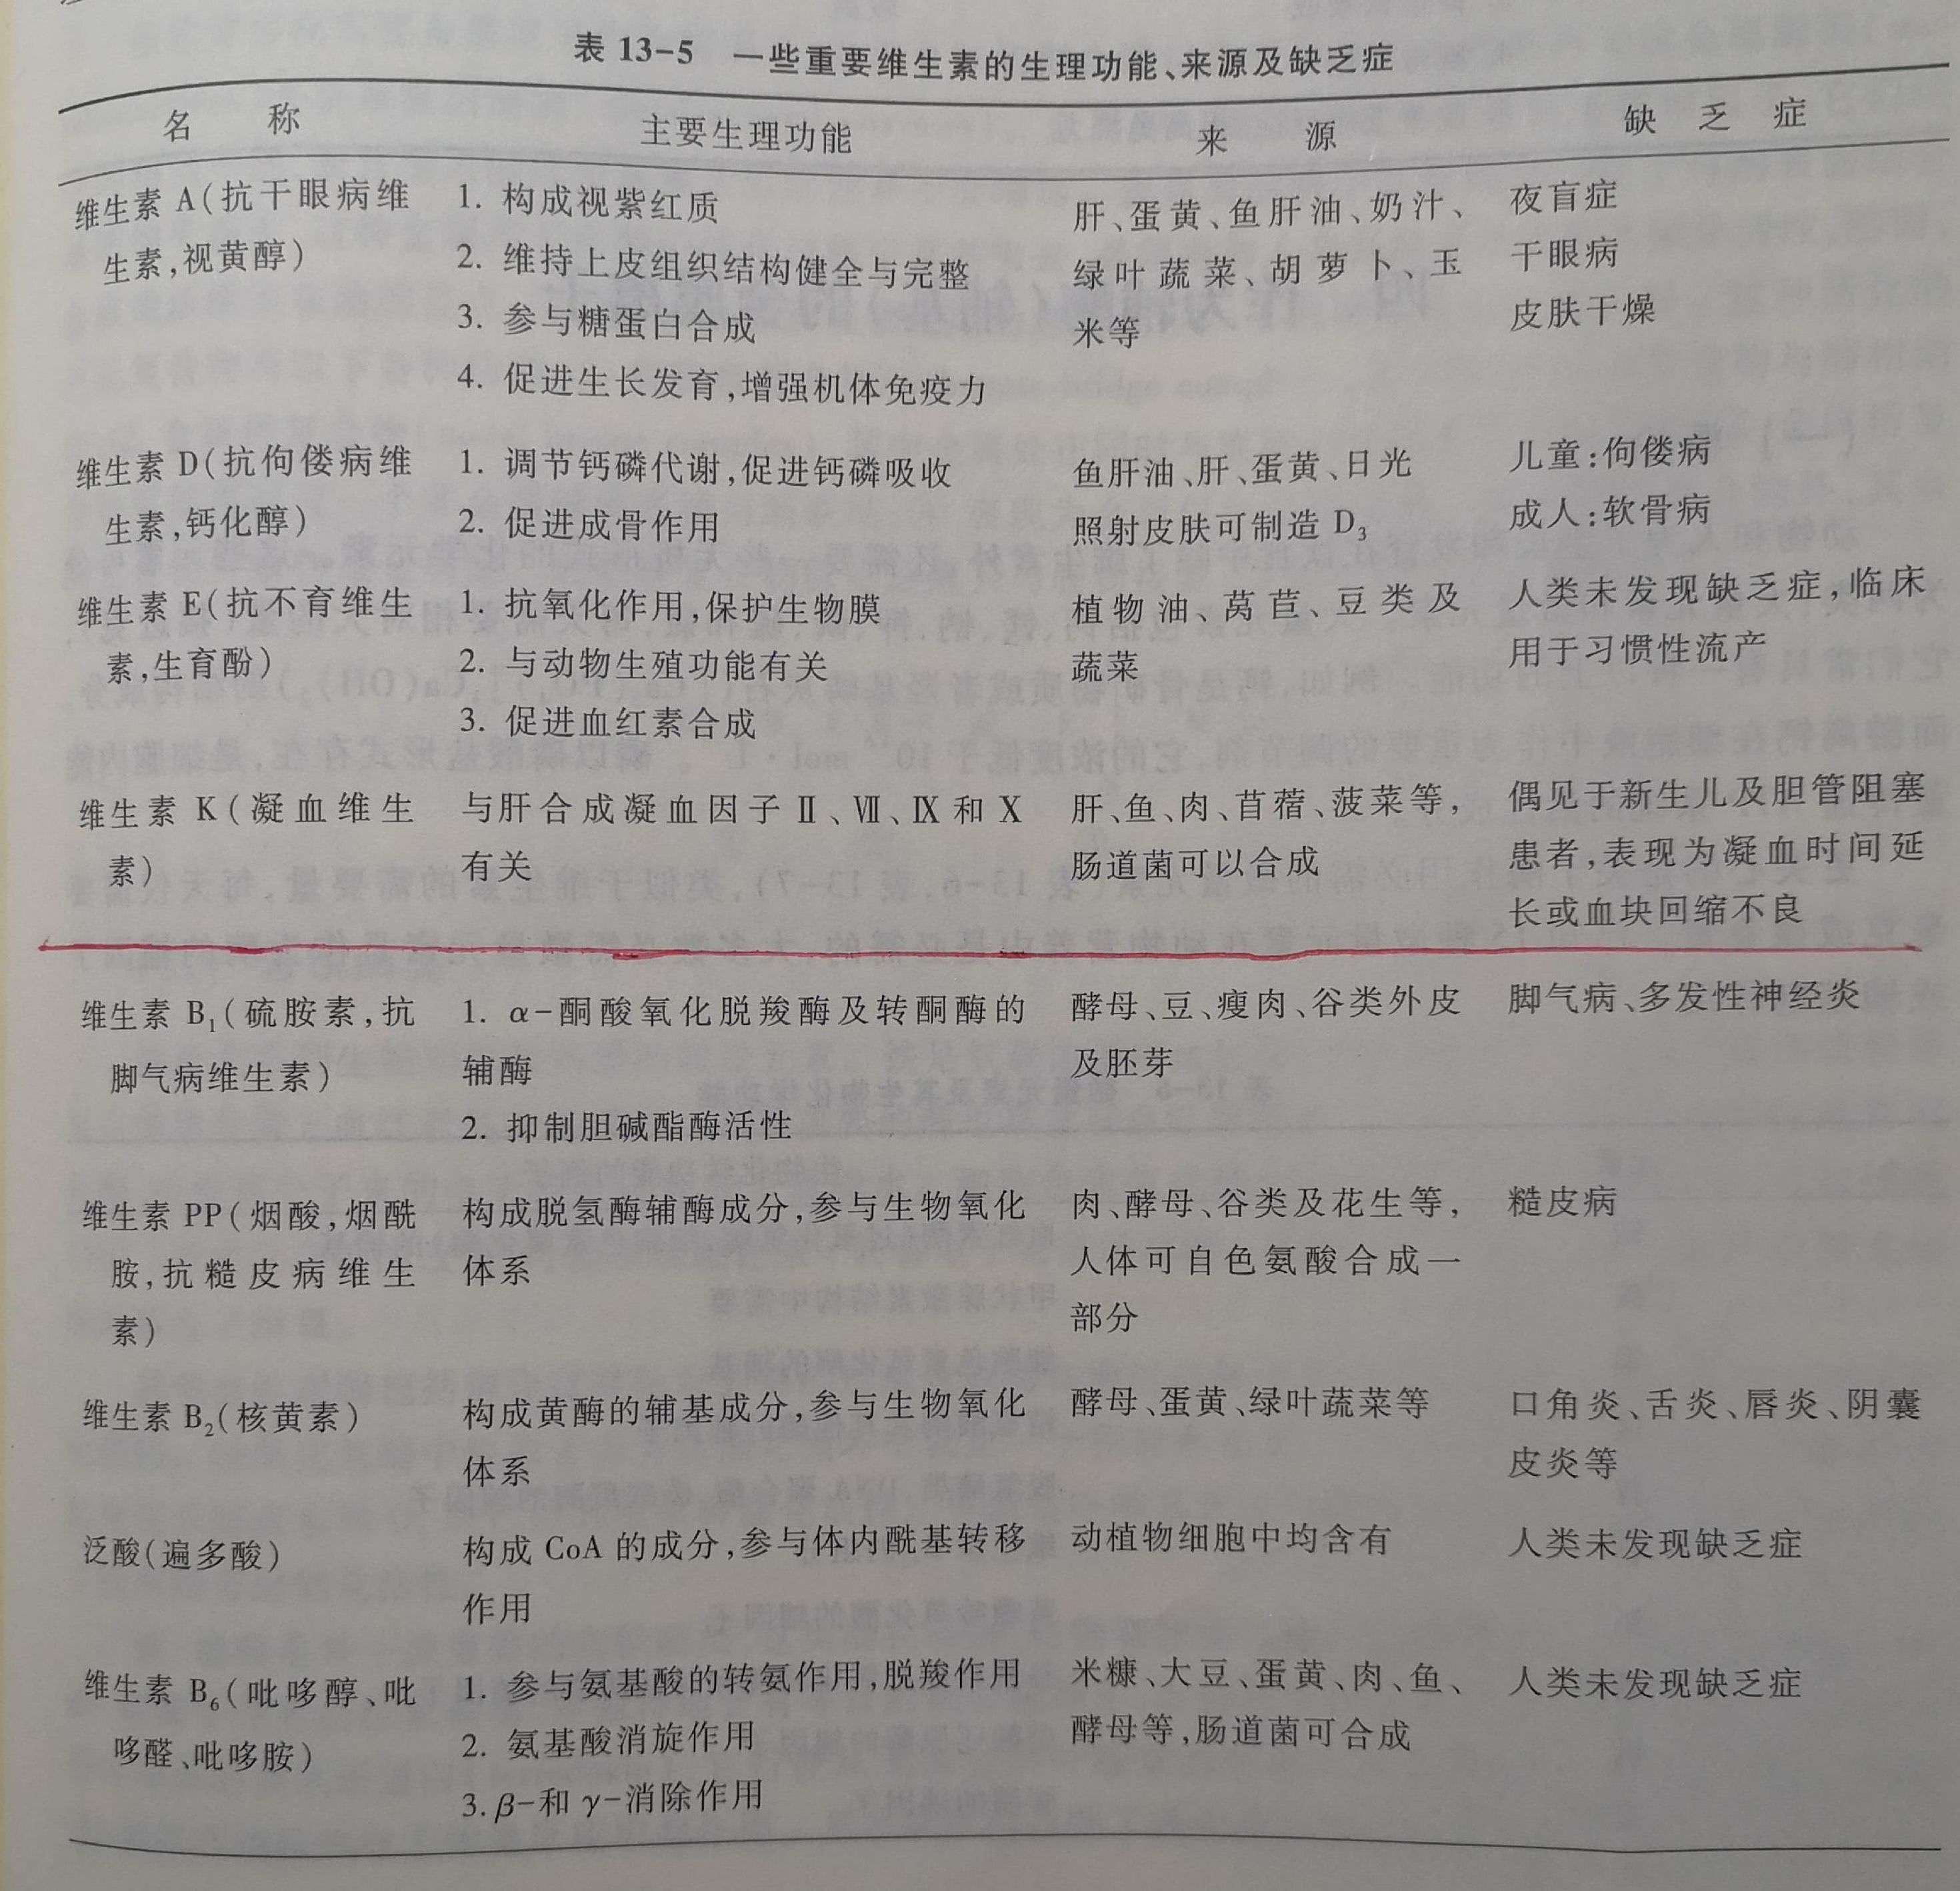 表 13-5 一些重要维生素的生理功能、来源及缺乏症
名 称 主要生理功能 来 源 缺 乏 症
维生素 A(抗干眼病维 1. 构成视紫红质 肝、蛋黄、鱼肝油、奶汁、 夜盲症
生素,视黄醇) 2. 维持上皮组织结构健全与完整 绿叶蔬菜、胡萝卜、玉 干眼病
3. 参与糖蛋白合成 米等 皮肤干燥
4. 促进生长发育,增强机体免疫力
维生素 D(抗佝偻病维 1. 调节钙磷代谢,促进钙磷吸收 鱼肝油、肝、蛋黄、日光 儿童:佝偻病
生素,钙化醇) 2. 促进成骨作用 照射皮肤可制造 D₃ 成人:软骨病
维生素 E(抗不育维生 1. 抗氧化作用,保护生物膜 植物油、莴苣、豆类及 人类未发现缺乏症,临床
素,生育酚) 2. 与动物生殖功能有关 蔬菜 用于习惯性流产
3. 促进血红素合成
维生素 K(凝血维生 与肝合成凝血因子Ⅱ、Ⅶ、Ⅸ和Ⅹ 肝、鱼、肉、苜蓿、菠菜等, 偶见于新生儿及胆管阻塞
素) 有关 肠道菌可以合成 患者,表现为凝血时间延
长或血块回缩不良
维生素 B₁(硫胺素,抗 1. α-酮酸氧化脱羧酶及转酮酶的 酵母、豆、瘦肉、谷类外皮 脚气病、多发性神经炎
脚气病维生素) 辅酶 及胚芽
2. 抑制胆碱酯酶活性
维生素 PP(烟酸,烟酰 构成脱氢酶辅酶成分,参与生物氧化 肉、酵母、谷类及花生等, 糙皮病
胺,抗糙皮病维生 体系 人体可自色氨酸合成一
素) 部分
维生素 B₂(核黄素) 构成黄酶的辅基成分,参与生物氧化 酵母、蛋黄、绿叶蔬菜等 口角炎、舌炎、唇炎、阴囊
体系 皮炎等
泛酸(遍多酸) 构成 CoA 的成分,参与体内酰基转移 动植物细胞中均含有 人类未发现缺乏症
作用
维生素 B₆(吡哆醇、吡 1. 参与氨基酸的转氨作用,脱羧作用 米糠、大豆、蛋黄、肉、鱼、 人类未发现缺乏症
哆醛、吡哆胺) 2. 氨基酸消旋作用 酵母等,肠道菌可合成
3. β-和 γ-消除作用